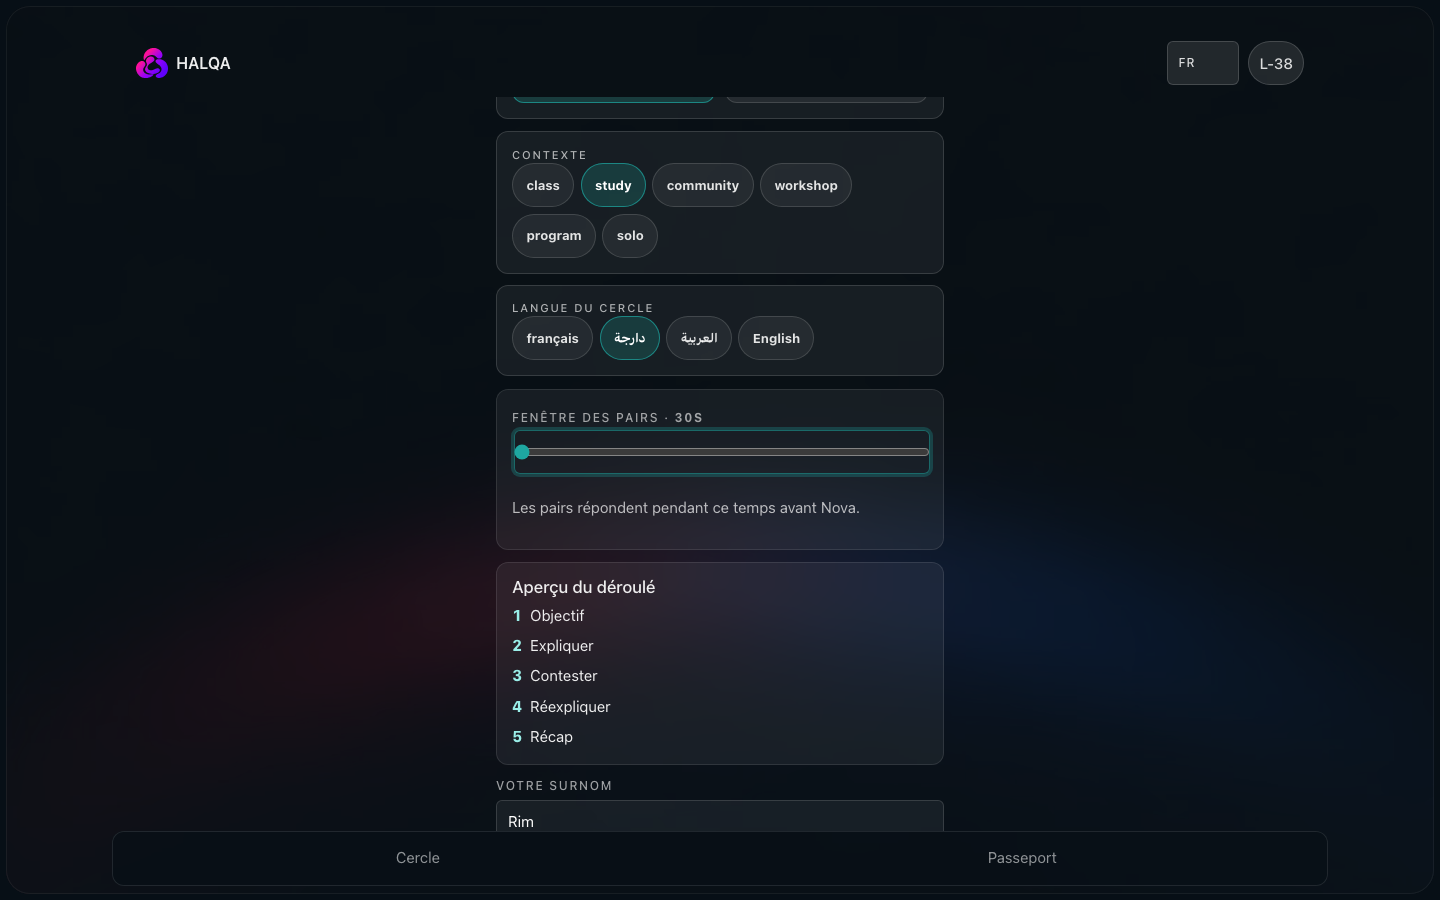 HALQA
FR
L-38
CONTEXTE
class study community workshop
program solo
LANGUE DU CERCLE
français دارجة العربية English
FENÊTRE DES PAIRS · 30S
Les pairs répondent pendant ce temps avant Nova.
Aperçu du déroulé
1 Objectif
2 Expliquer
3 Contester
4 Réexpliquer
5 Récap
VOTRE SURNOM
Rim
Cercle Passeport